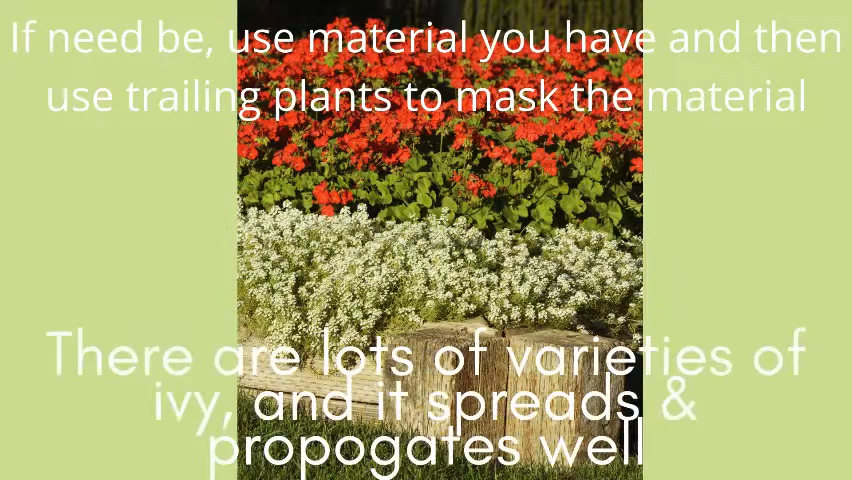 If need be, use material you have and then
use trailing plants to mask the material
There are lots of varieties of
ivy, and it spreads &
propogates well